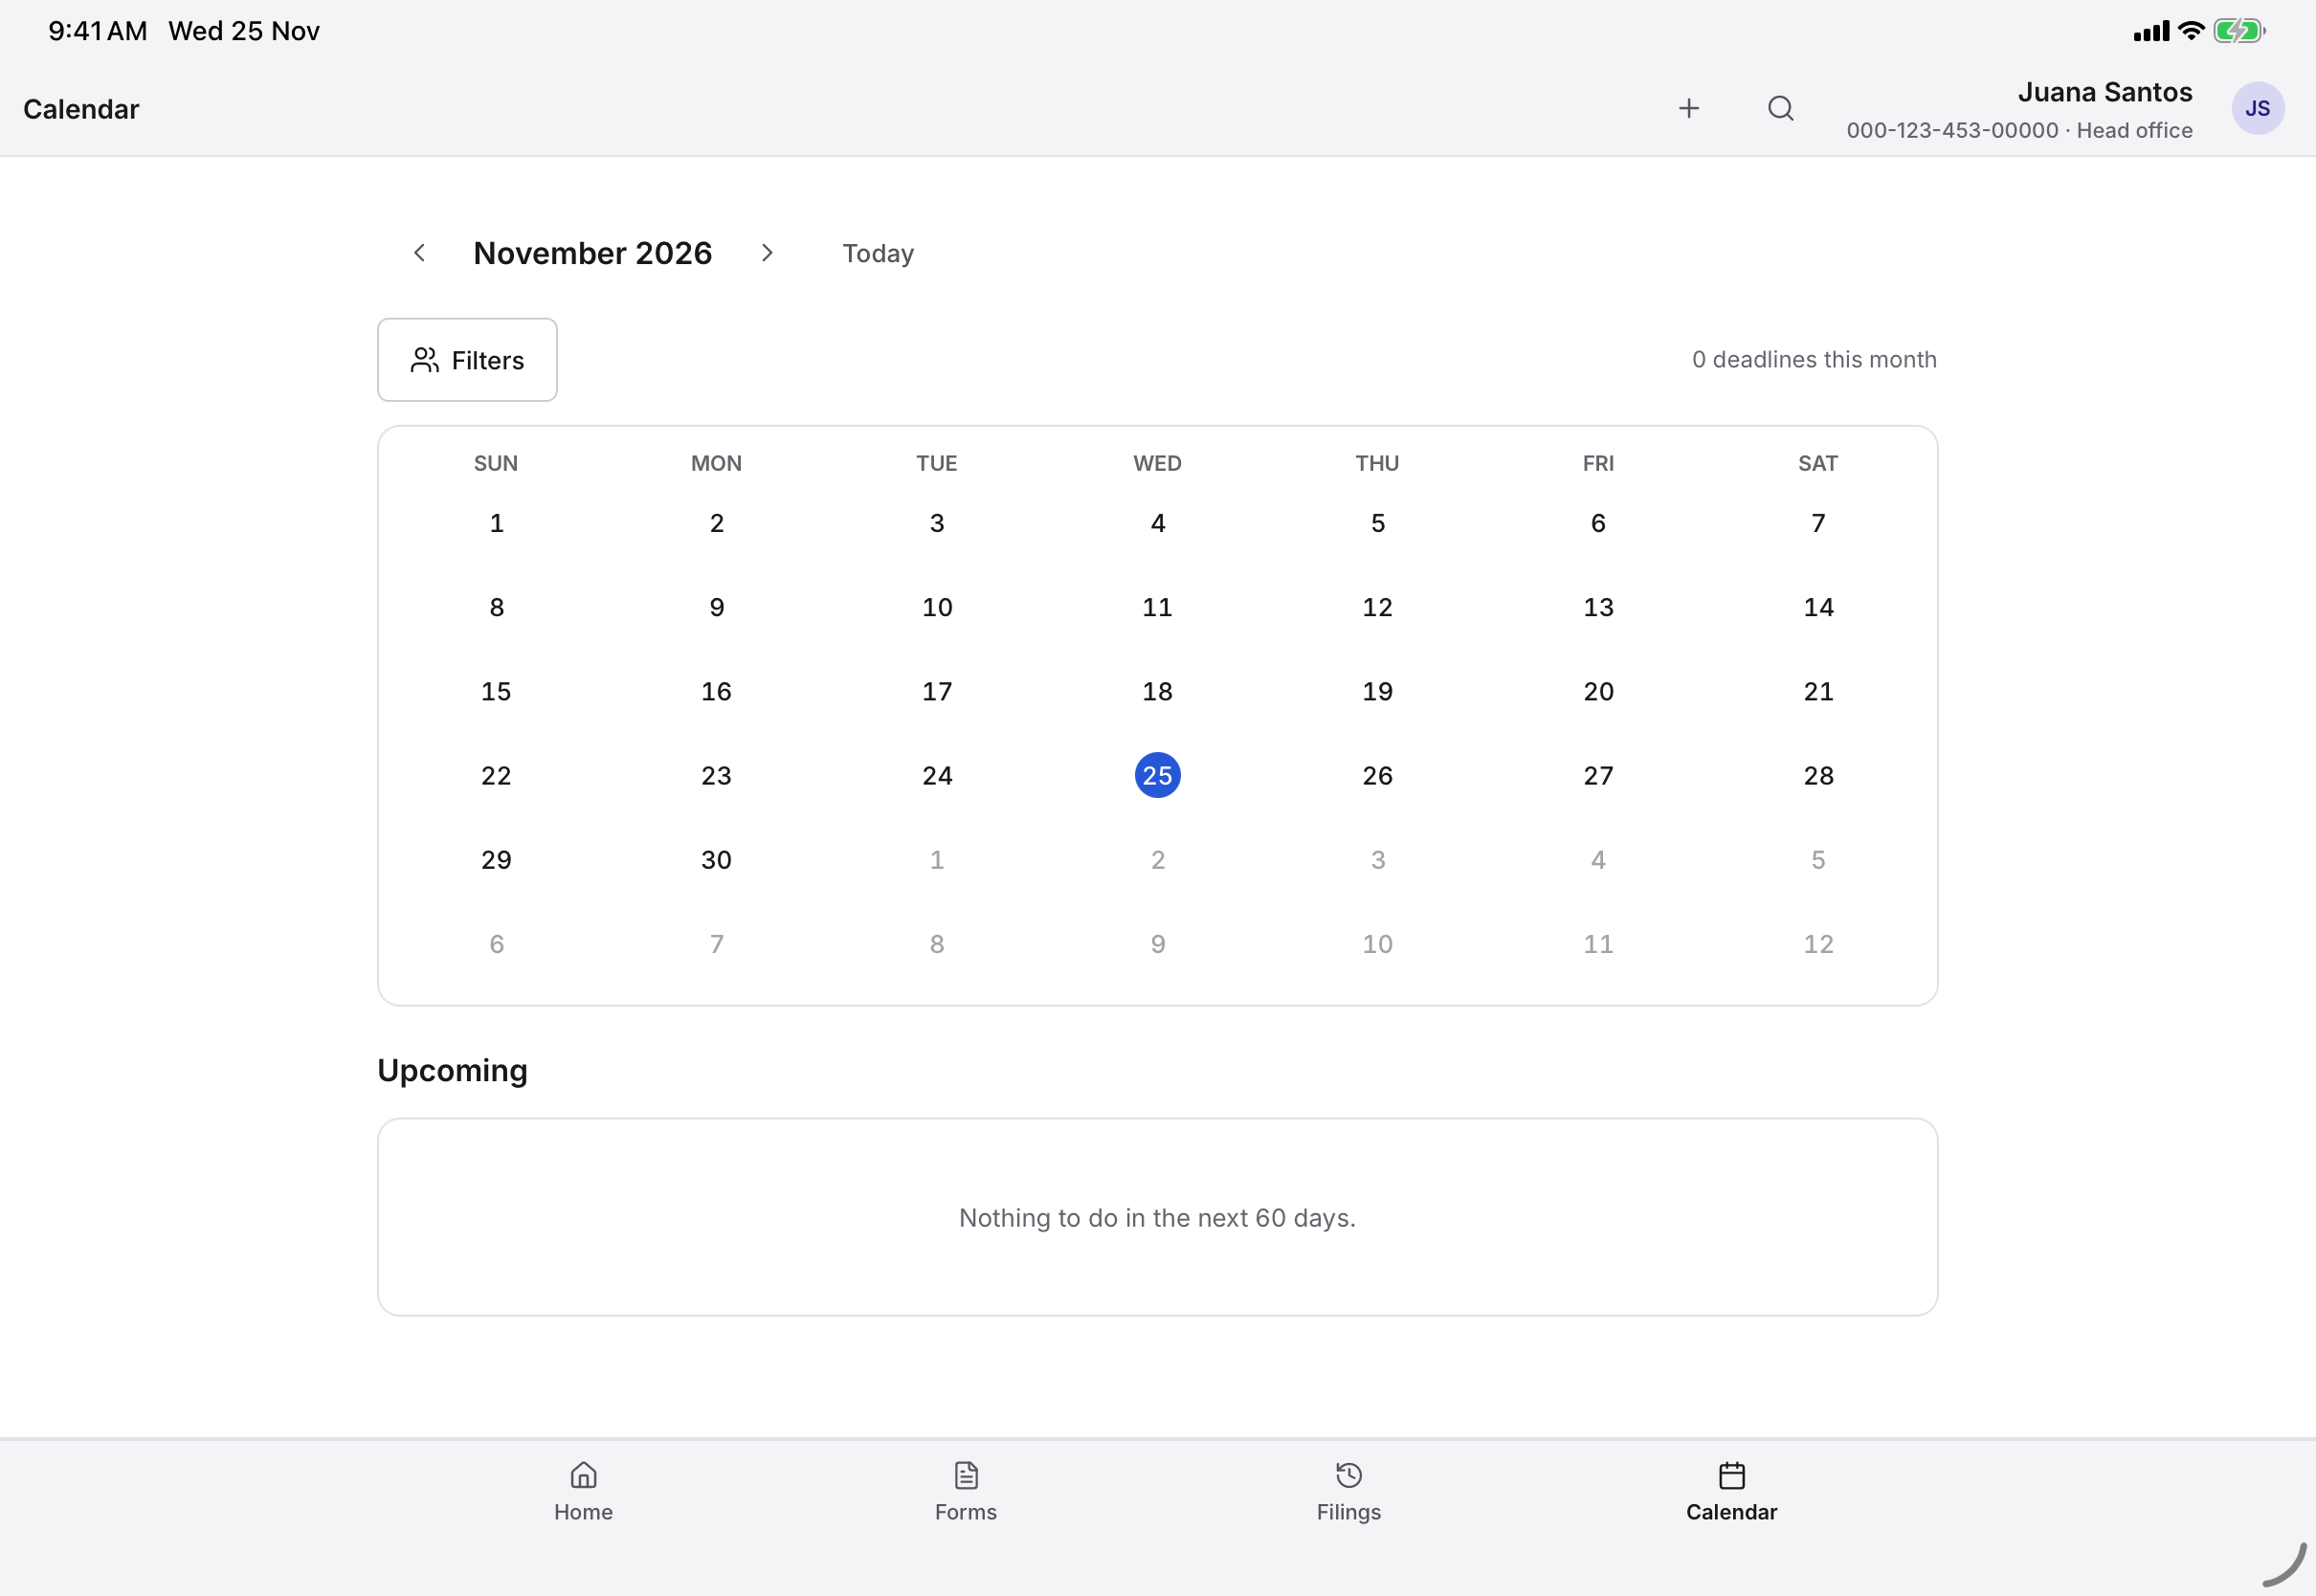 9:41 AM Wed 25 Nov
Calendar
Juana Santos
000-123-453-00000 · Head office
JS
November 2026
Today
Filters
0 deadlines this month
SUN MON TUE WED THU FRI SAT
1 2 3 4 5 6 7
8 9 10 11 12 13 14
15 16 17 18 19 20 21
22 23 24 25 26 27 28
29 30 1 2 3 4 5
6 7 8 9 10 11 12
Upcoming
Nothing to do in the next 60 days.
Home Forms Filings Calendar